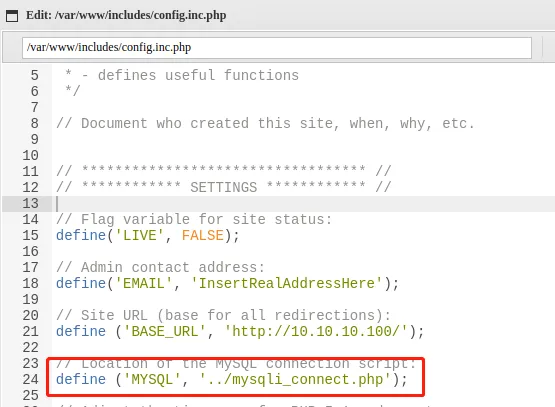 Edit: /var/www/includes/config.inc.php
/var/www/includes/config.inc.php
5 * - defines useful functions
6 */
7
8 // Document who created this site, when, why, etc.
9
10
11 // ********************************** //
12 // ************ SETTINGS ************ //
13
14 // Flag variable for site status:
15 define('LIVE', FALSE);
16
17 // Admin contact address:
18 define('EMAIL', 'InsertRealAddressHere');
19
20 // Site URL (base for all redirections):
21 define ('BASE_URL', 'http://10.10.10.100/');
22
23 // Location of the MySQL connection script:
24 define ('MYSQL', '../mysqli_connect.php');
25